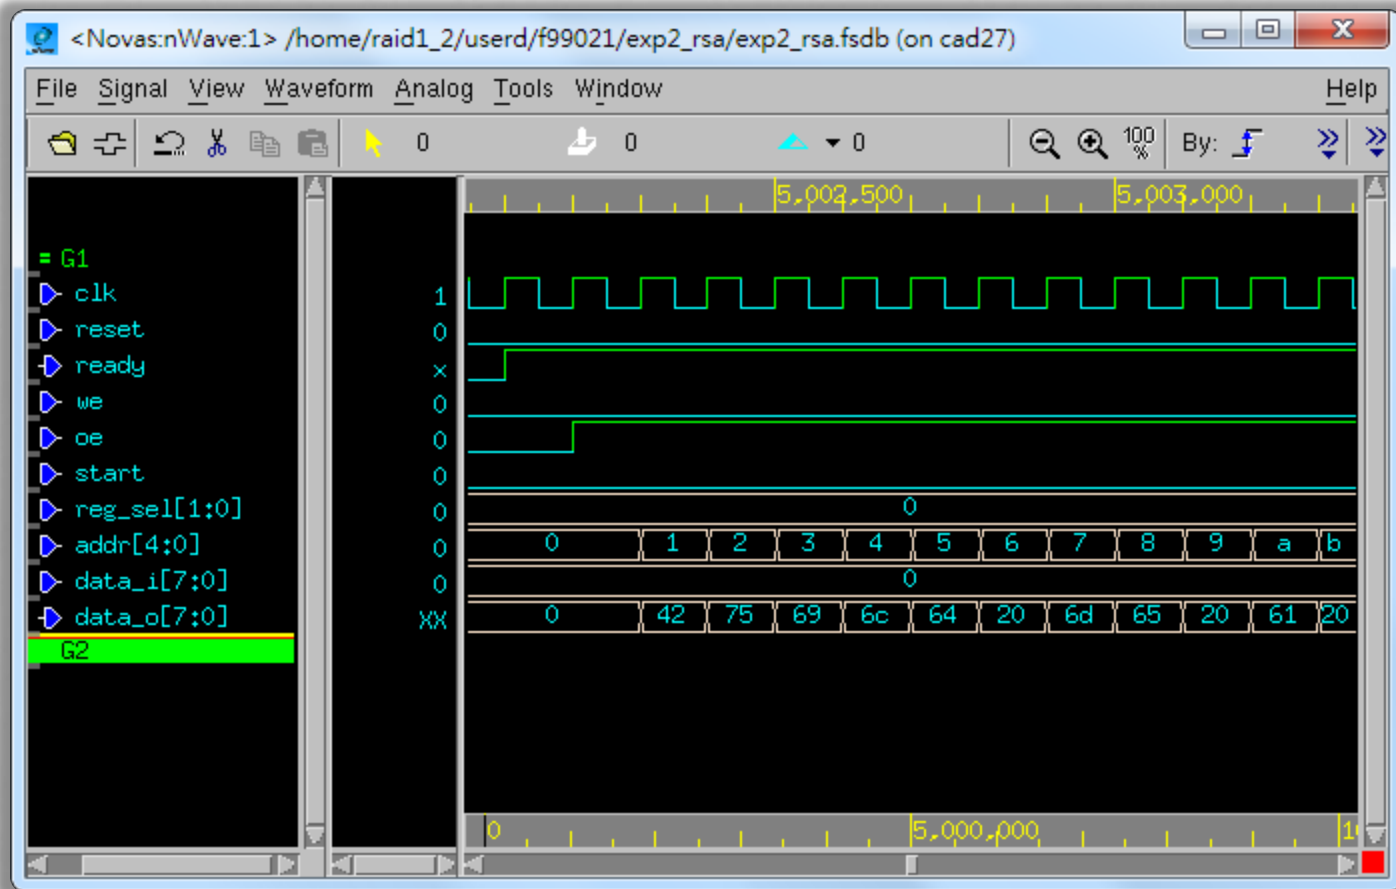 <Novas:nWave:1> /home/raid1_2/userd/f99021/exp2_rsa/exp2_rsa.fsdb (on cad27)
File Signal View Waveform Analog Tools Window Help
0 0 0 100% By:
5,002,500 5,003,000
= G1
clk 1
reset 0
ready x
we 0
oe 0
start 0
reg_sel[1:0] 0 0
addr[4:0] 0 0 1 2 3 4 5 6 7 8 9 a b
data_i[7:0] 0 0
data_o[7:0] XX 0 42 75 69 6c 64 20 6d 65 20 61 20
G2
0 5,000,000